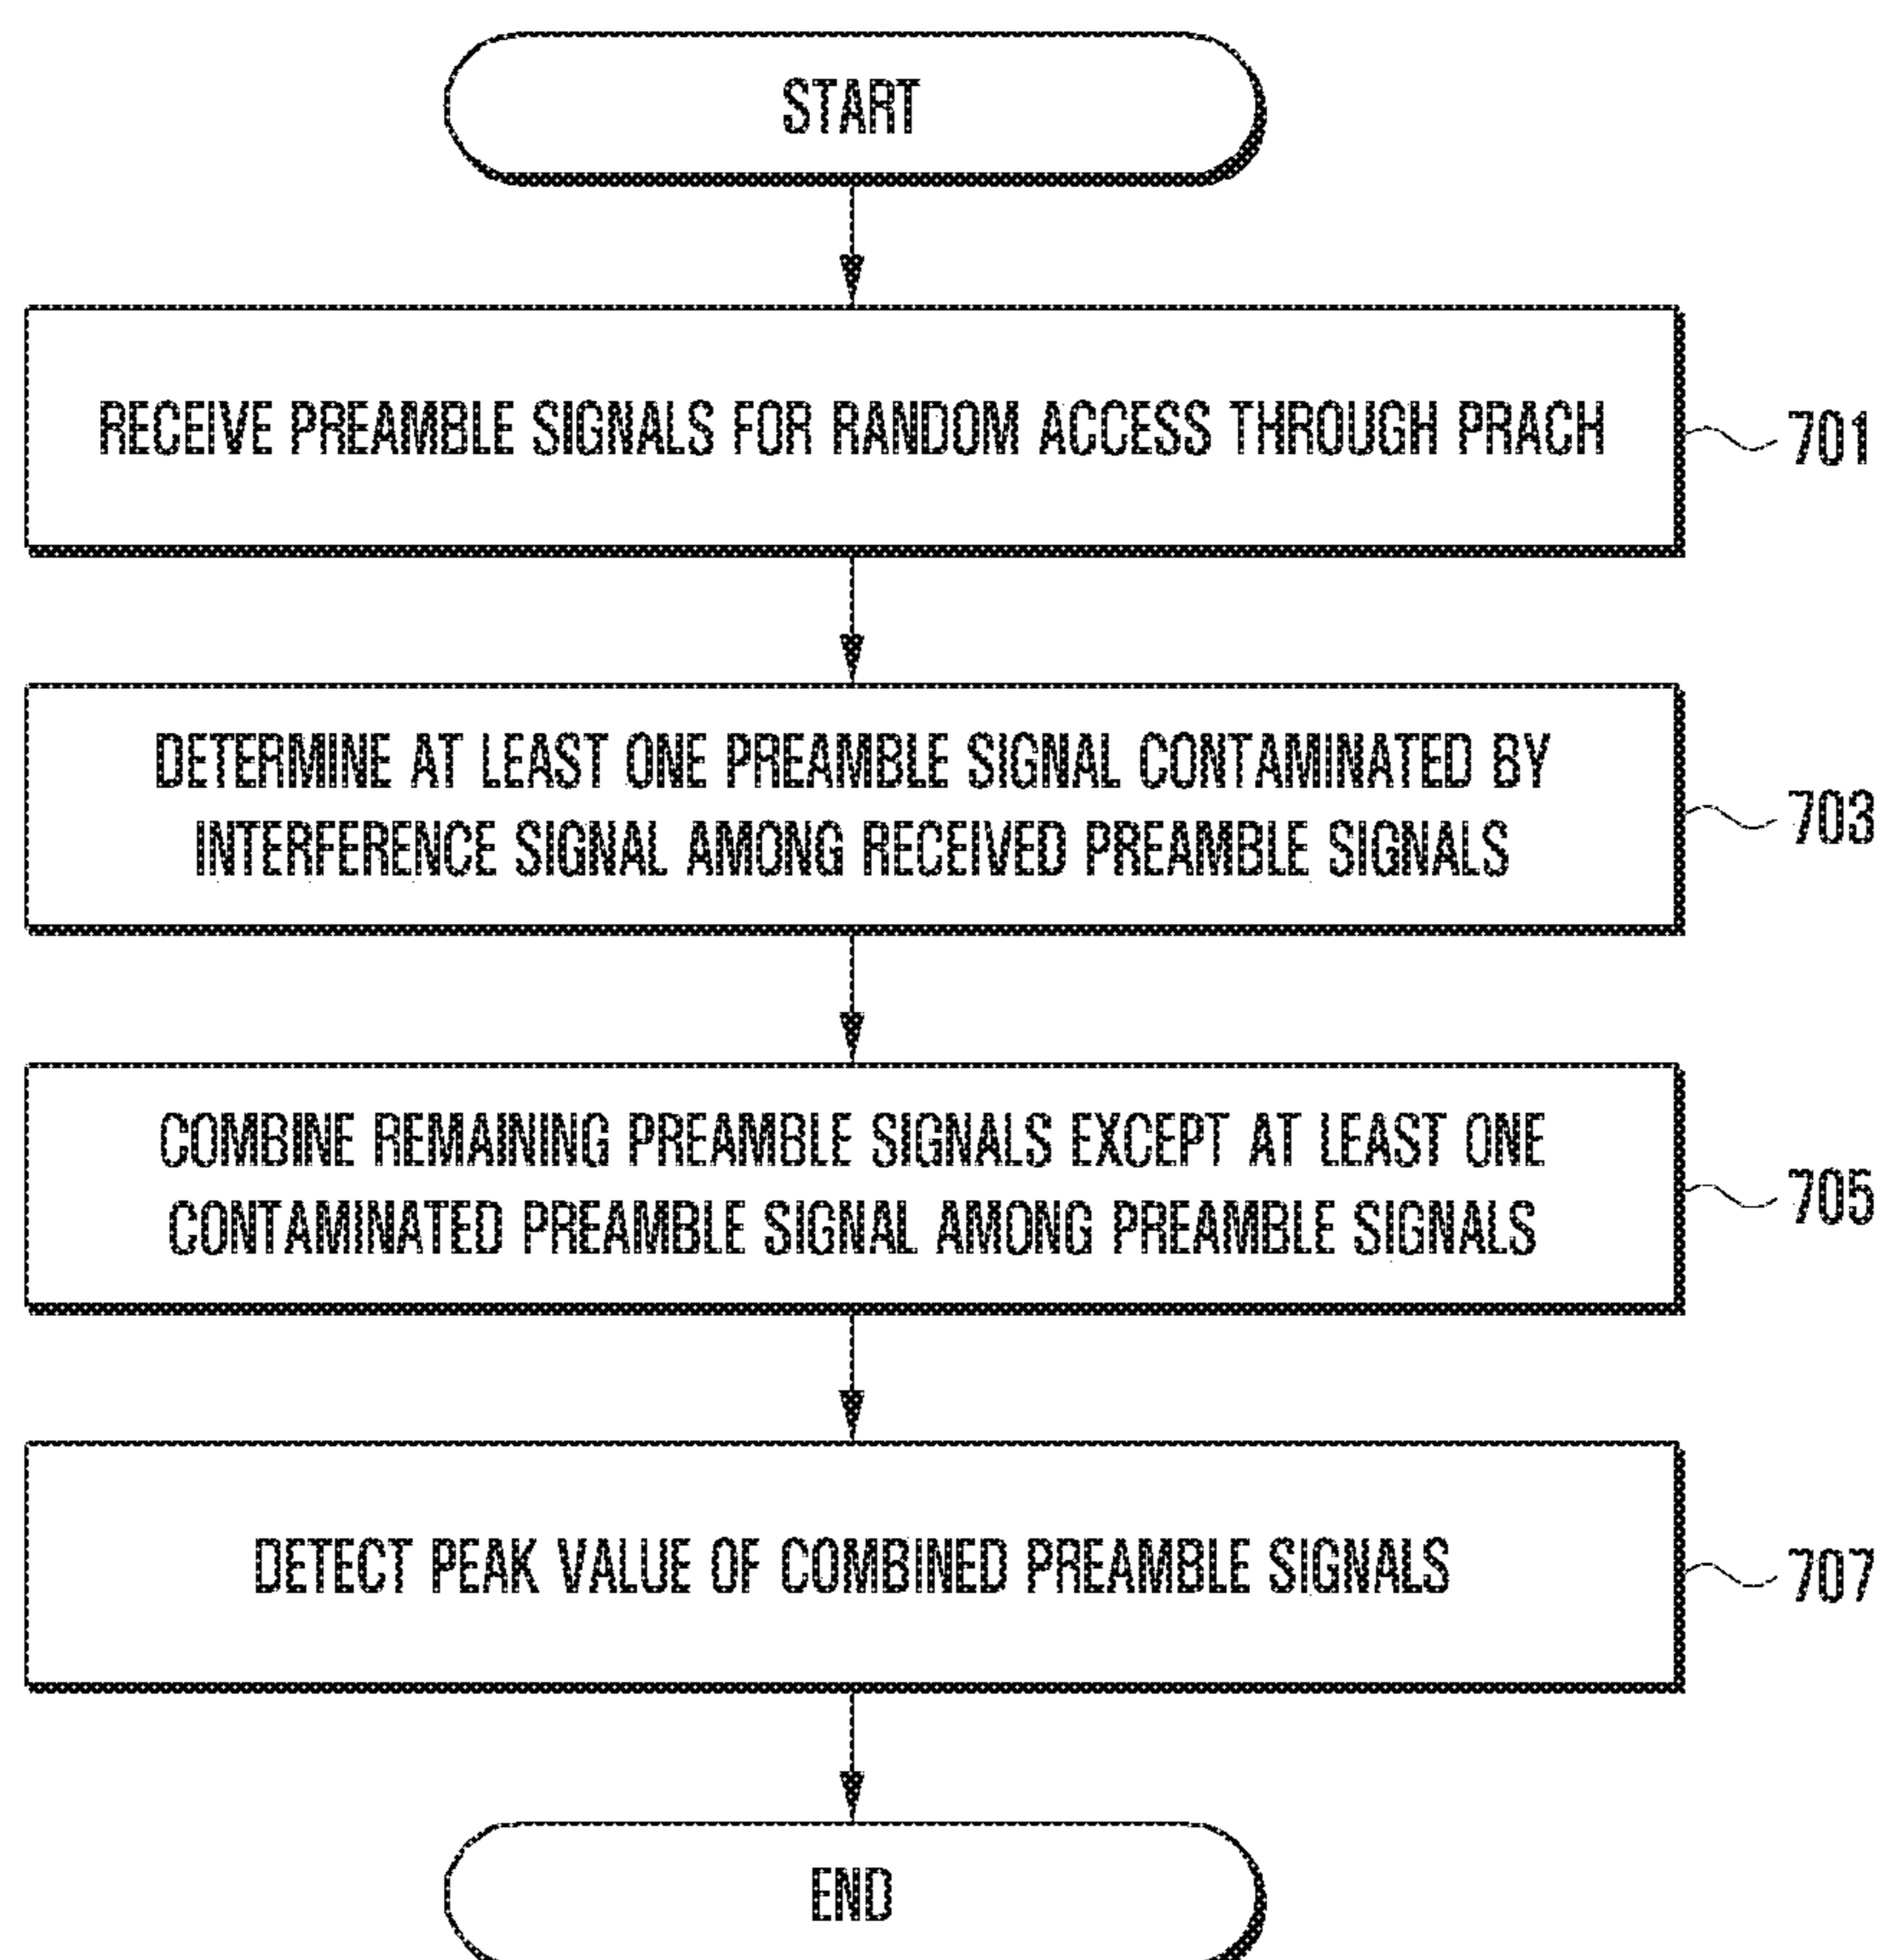 START
RECEIVE PREAMBLE SIGNALS FOR RANDOM ACCESS THROUGH PRACH
701
DETERMINE AT LEAST ONE PREAMBLE SIGNAL CONTAMINATED BY
INTERFERENCE SIGNAL AMONG RECEIVED PREAMBLE SIGNALS
703
COMBINE REMAINING PREAMBLE SIGNALS EXCEPT AT LEAST ONE
CONTAMINATED PREAMBLE SIGNAL AMONG PREAMBLE SIGNALS
705
DETECT PEAK VALUE OF COMBINED PREAMBLE SIGNALS
707
END